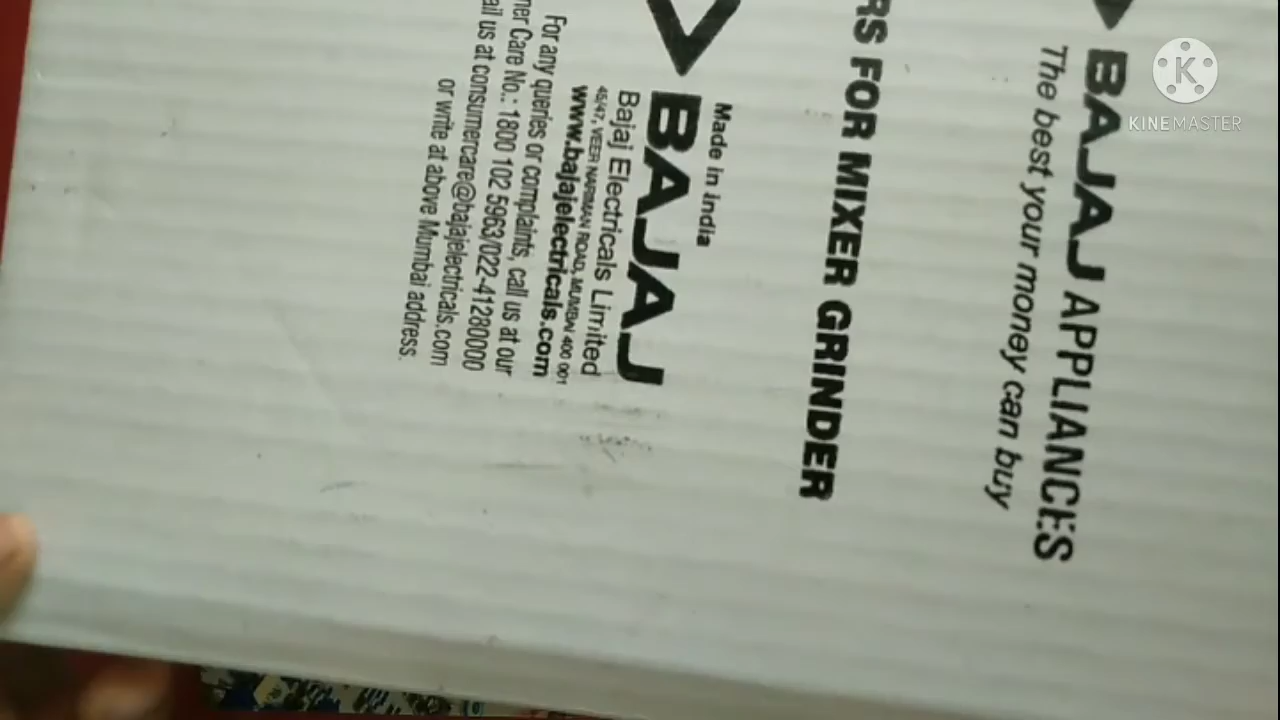 BAJAJ APPLIANCES
The best your money can buy
FOR MIXER GRINDER
Made in India
BAJAJ
Bajaj Electricals Limited
45/47, VEER NARIMAN ROAD, MUMBAI 400 001
www.bajajelectricals.com
For any queries or complaints, call us at our
Care No.: 1800 102 5963/022-41280000
us at consumercare@bajajelectricals.com
or write at above Mumbai address.
K
KINEMASTER